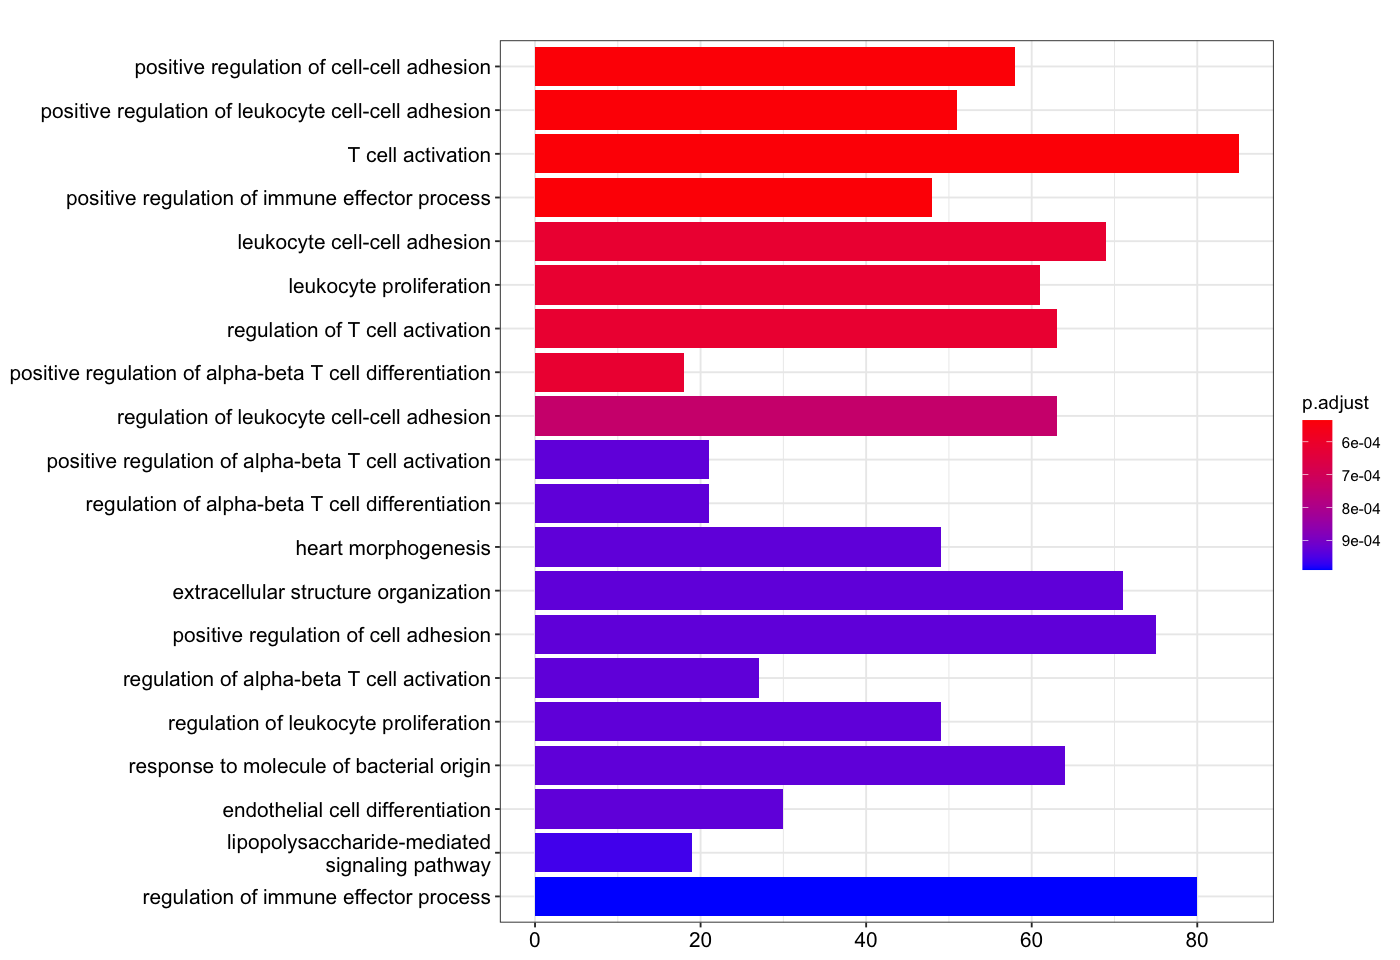 positive regulation of cell-cell adhesion
positive regulation of leukocyte cell-cell adhesion
T cell activation
positive regulation of immune effector process
leukocyte cell-cell adhesion
leukocyte proliferation
regulation of T cell activation
positive regulation of alpha-beta T cell differentiation
regulation of leukocyte cell-cell adhesion
positive regulation of alpha-beta T cell activation
regulation of alpha-beta T cell differentiation
heart morphogenesis
extracellular structure organization
positive regulation of cell adhesion
regulation of alpha-beta T cell activation
regulation of leukocyte proliferation
response to molecule of bacterial origin
endothelial cell differentiation
lipopolysaccharide-mediated
signaling pathway
regulation of immune effector process
0 20 40 60 80
p.adjust
6e-04
7e-04
8e-04
9e-04